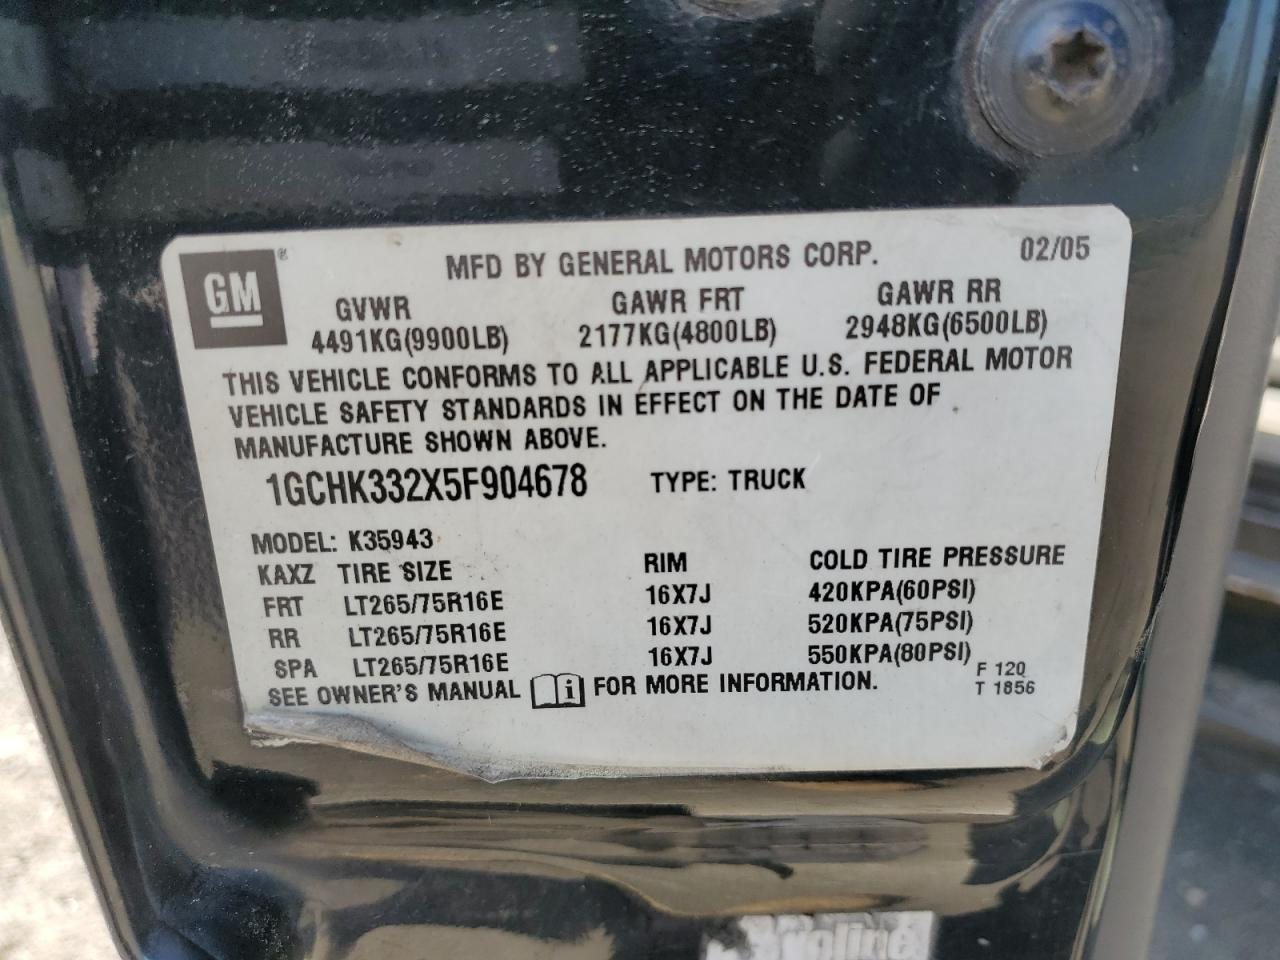 GM®
MFD BY GENERAL MOTORS CORP. 02/05
GVWR GAWR FRT GAWR RR
4491KG(9900LB) 2177KG(4800LB) 2948KG(6500LB)
THIS VEHICLE CONFORMS TO ALL APPLICABLE U.S. FEDERAL MOTOR
VEHICLE SAFETY STANDARDS IN EFFECT ON THE DATE OF
MANUFACTURE SHOWN ABOVE.
1GCHK332X5F904678 TYPE: TRUCK
MODEL: K35943
KAXZ TIRE SIZE RIM COLD TIRE PRESSURE
FRT LT265/75R16E 16X7J 420KPA(60PSI)
RR LT265/75R16E 16X7J 520KPA(75PSI)
SPA LT265/75R16E 16X7J 550KPA(80PSI)
SEE OWNER'S MANUAL i FOR MORE INFORMATION.
F 120
T 1856